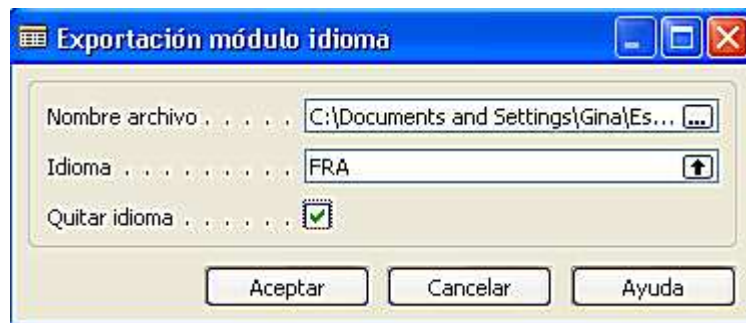 Exportación módulo idioma
Nombre archivo . . . . . C:\Documents and Settings\Gina\Es... ...
Idioma . . . . . . . . . FRA
Quitar idioma . . . . . .
Aceptar Cancelar Ayuda